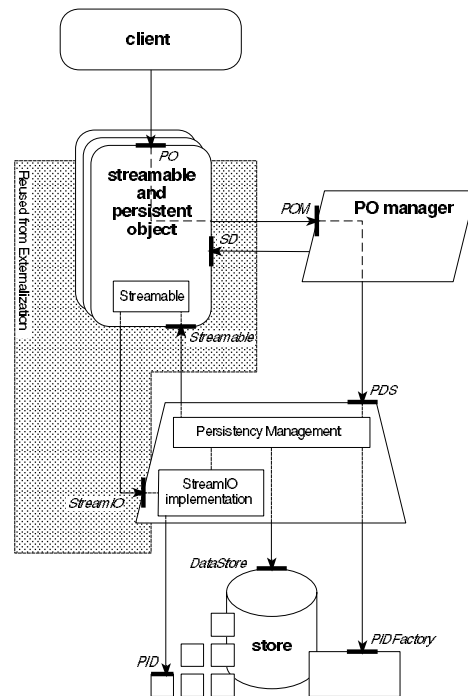 client
PO
streamable
and
persistent
object
POM
PO manager
SD
Reused from Externalization
Streamable
Streamable
PDS
Persistency Management
StreamIO
implementation
StreamIO
DataStore
store
PID
PIDFactory